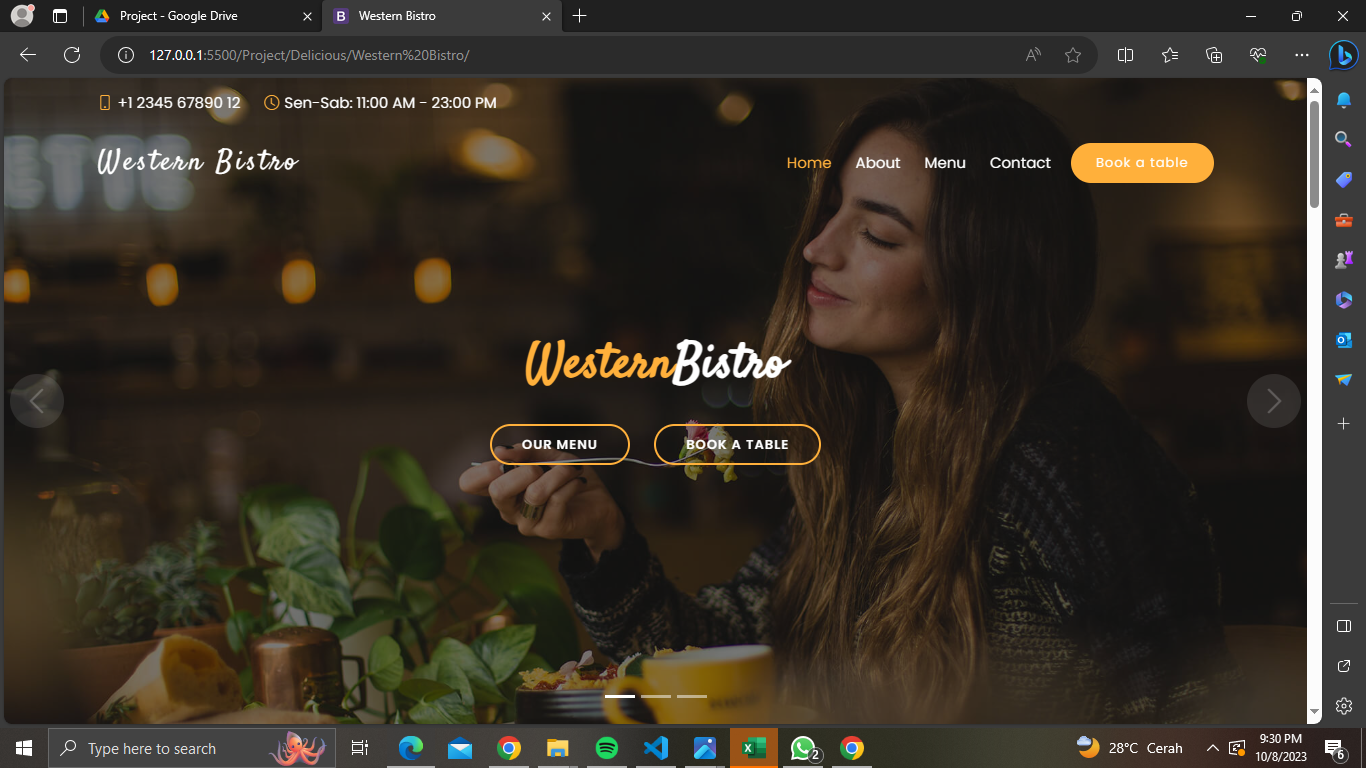 Project - Google Drive
Western Bistro
127.0.0.1:5500/Project/Delicious/Western%20Bistro/
+1 2345 67890 12
Sen-Sab: 11:00 AM - 23:00 PM
Western Bistro
Home
About
Menu
Contact
Book a table
WesternBistro
OUR MENU
BOOK A TABLE
Type here to search
2
28°C Cerah
9:30 PM
10/8/2023
6